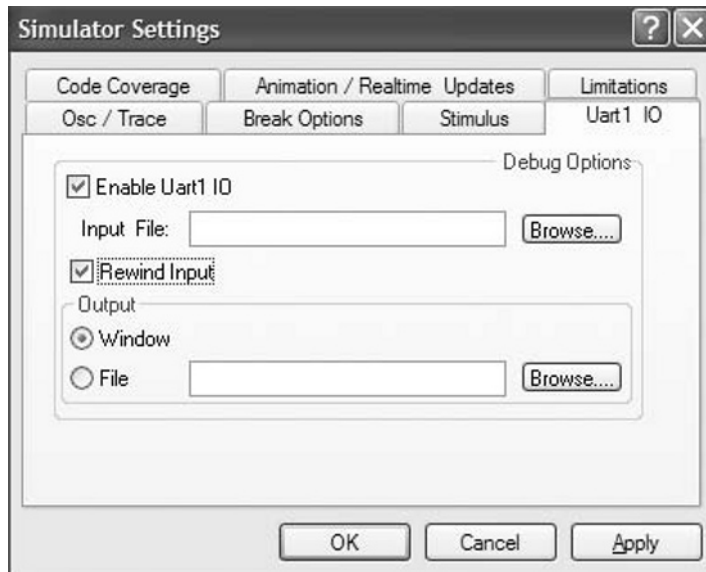 Simulator Settings
Code Coverage Animation / Realtime Updates Limitations
Osc / Trace Break Options Stimulus Uart1 IO
Debug Options
Enable Uart1 IO
Input File: Browse....
Rewind Input
Output
Window
File Browse....
OK Cancel Apply